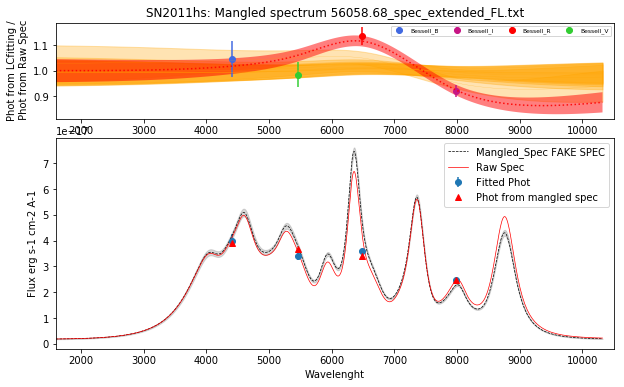 SN2011hs: Mangled spectrum 56058.68_spec_extended_FL.txt
Phot from LCfitting /
Phot from Raw Spec
1.1
1.0
0.9
Bessell_B
Bessell_I
Bessell_R
Bessell_V
2000 3000 4000 5000 6000 7000 8000 9000 10000
1e-17
Flux erg s-1 cm-2 A-1
7
6
5
4
3
2
1
0
Mangled_Spec FAKE SPEC
Raw Spec
Fitted Phot
Phot from mangled spec
2000 3000 4000 5000 6000 7000 8000 9000 10000
Wavelenght